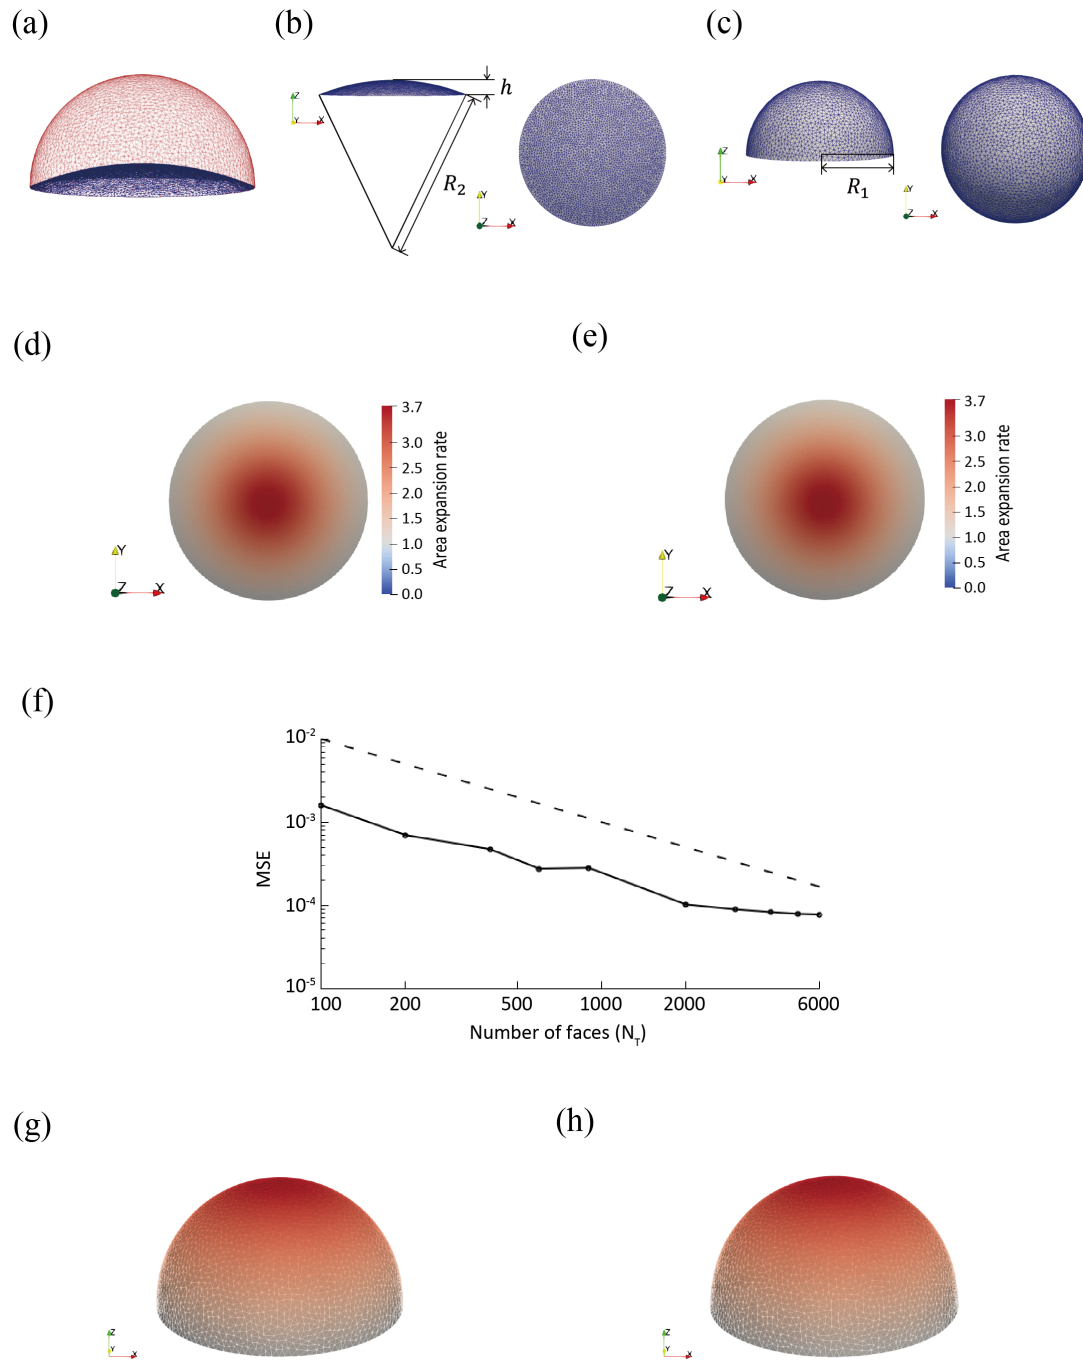 (a)
(b)
(c)
h
R2
R1
Z
Y
X
Y
Z
X
Z
Y
X
Y
Z
X
(d)
(e)
3.7
3.0
2.5
2.0
1.5
1.0
0.5
0.0
Area expansion rate
Y
Z
X
3.7
3.0
2.5
2.0
1.5
1.0
0.5
0.0
Area expansion rate
Y
Z
X
(f)
10-2
10-3
10-4
10-5
MSE
100
200
500
1000
2000
6000
Number of faces (NT)
(g)
(h)
Z
Y
X
Z
Y
X